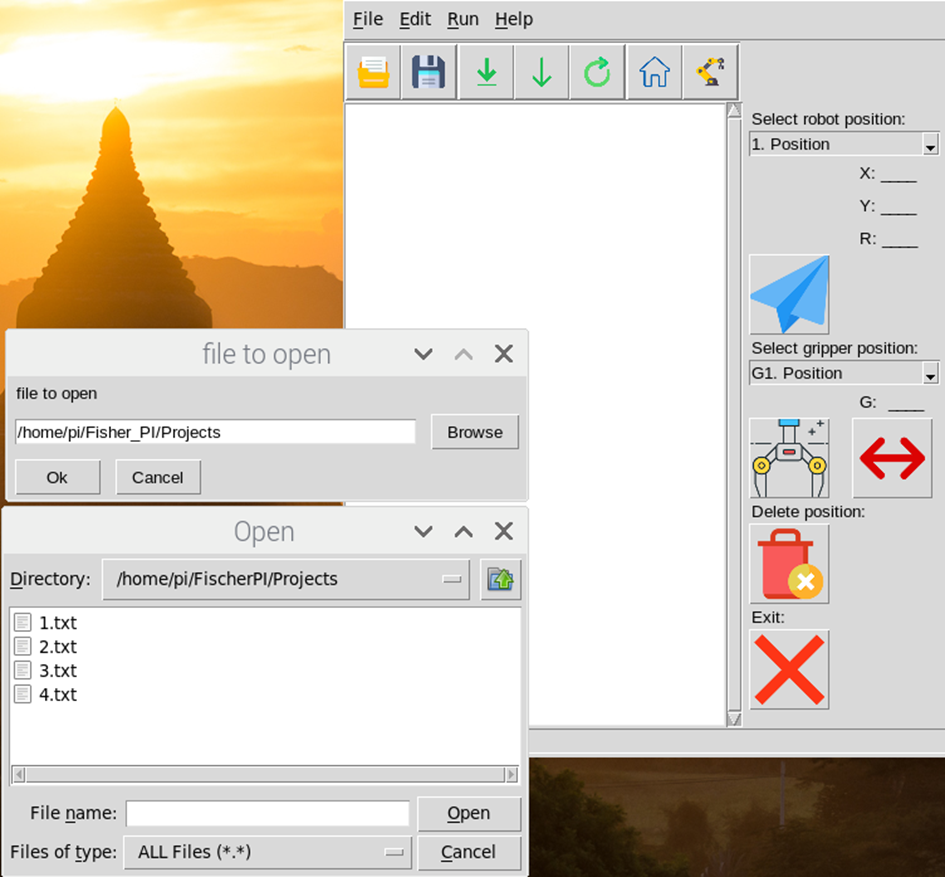 File Edit Run Help
Select robot position:
1. Position
X: ____
Y: ____
R: ____
Select gripper position:
G1. Position
G: ____
Delete position:
Exit:
file to open
file to open
/home/pi/Fisher_PI/Projects
Browse
Ok
Cancel
Open
Directory: /home/pi/FischerPI/Projects
1.txt
2.txt
3.txt
4.txt
File name:
Open
Files of type: ALL Files (*.*)
Cancel